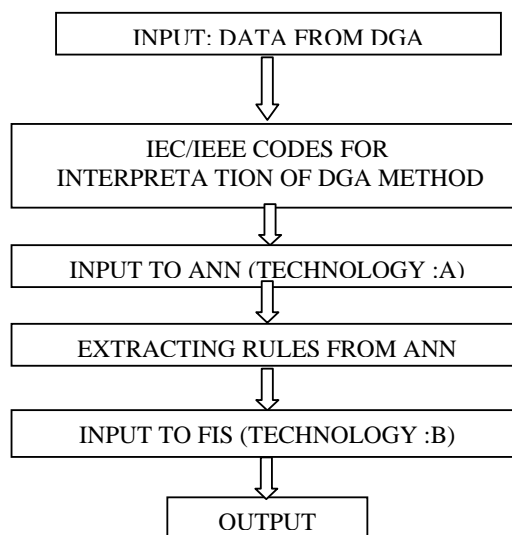 INPUT: DATA FROM DGA
IEC/IEEE CODES FOR
INTERPRETA TION OF DGA METHOD
INPUT TO ANN (TECHNOLOGY :A)
EXTRACTING RULES FROM ANN
INPUT TO FIS (TECHNOLOGY :B)
OUTPUT